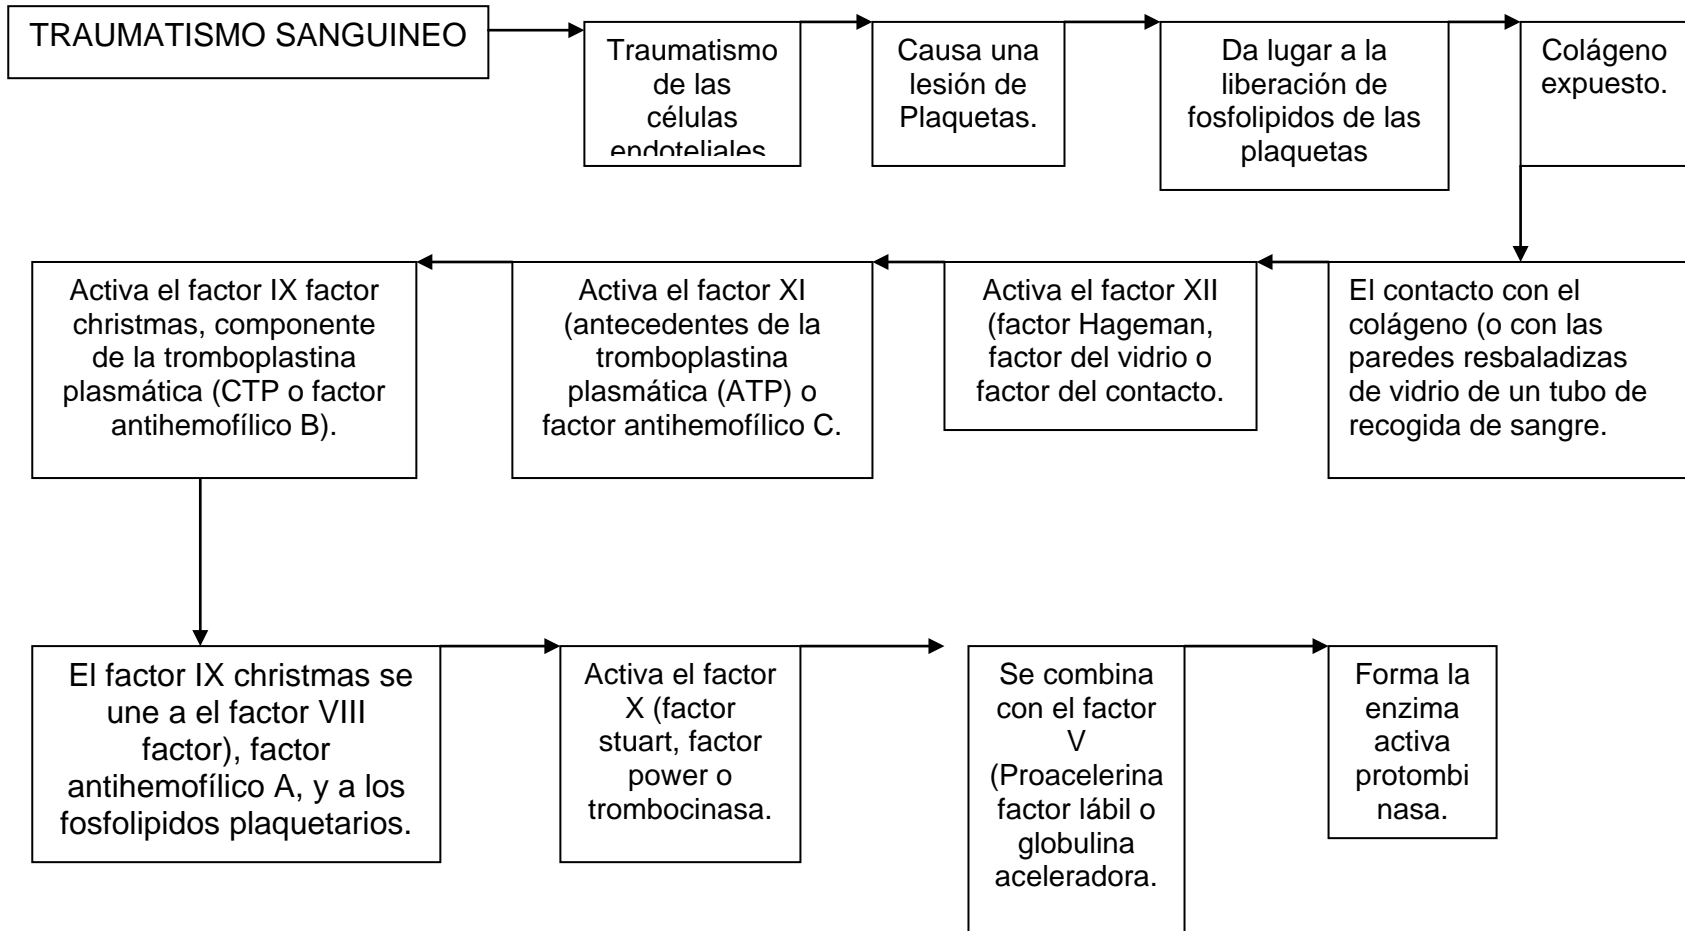 TRAUMATISMO SANGUINEO
Traumatismo
de las
células
endoteliales
Causa una
lesión de
Plaquetas.
Da lugar a la
liberación de
fosfolipidos de las
plaquetas
Colágeno
expuesto.
El contacto con el
colágeno (o con las
paredes resbaladizas
de vidrio de un tubo de
recogida de sangre.
Activa el factor XII
(factor Hageman,
factor del vidrio o
factor del contacto.
Activa el factor XI
(antecedentes de la
tromboplastina
plasmática (ATP) o
factor antihemofílico C.
Activa el factor IX factor
christmas, componente
de la tromboplastina
plasmática (CTP o factor
antihemofílico B).
El factor IX christmas se
une a el factor VIII
factor), factor
antihemofílico A, y a los
fosfolipidos plaquetarios.
Activa el factor
X (factor
stuart, factor
power o
trombocinasa.
Se combina
con el factor
V
(Proacelerina
factor lábil o
globulina
aceleradora.
Forma la
enzima
activa
protombi
nasa.